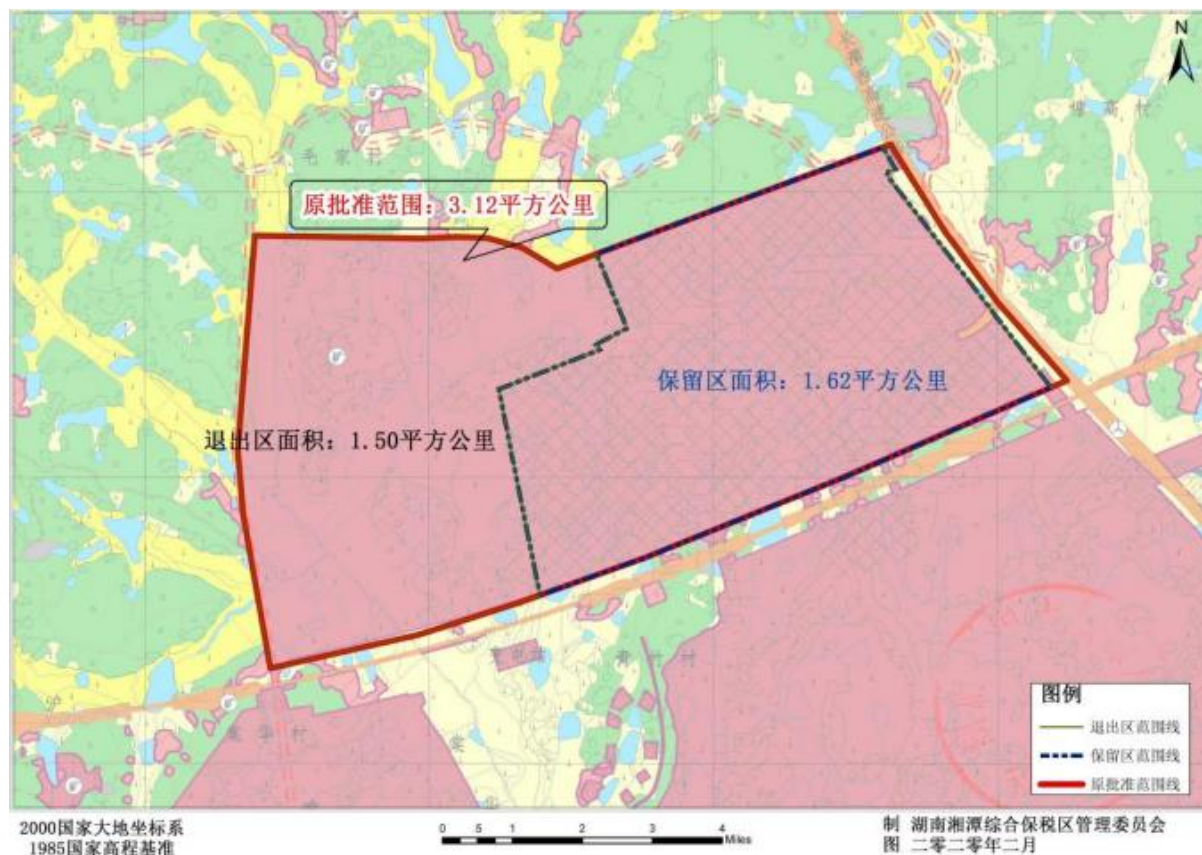 N
毛家村
原批准范围：3.12平方公里
保留区面积：1.62平方公里
退出区面积：1.50平方公里
图例
退出区范围线
保留区范围线
原批准范围线
2000国家大地坐标系
1985国家高程基准
0 .5 1 2 3 4
Miles
制 湖南湘潭综合保税区管理委员会
图 二零二零年二月